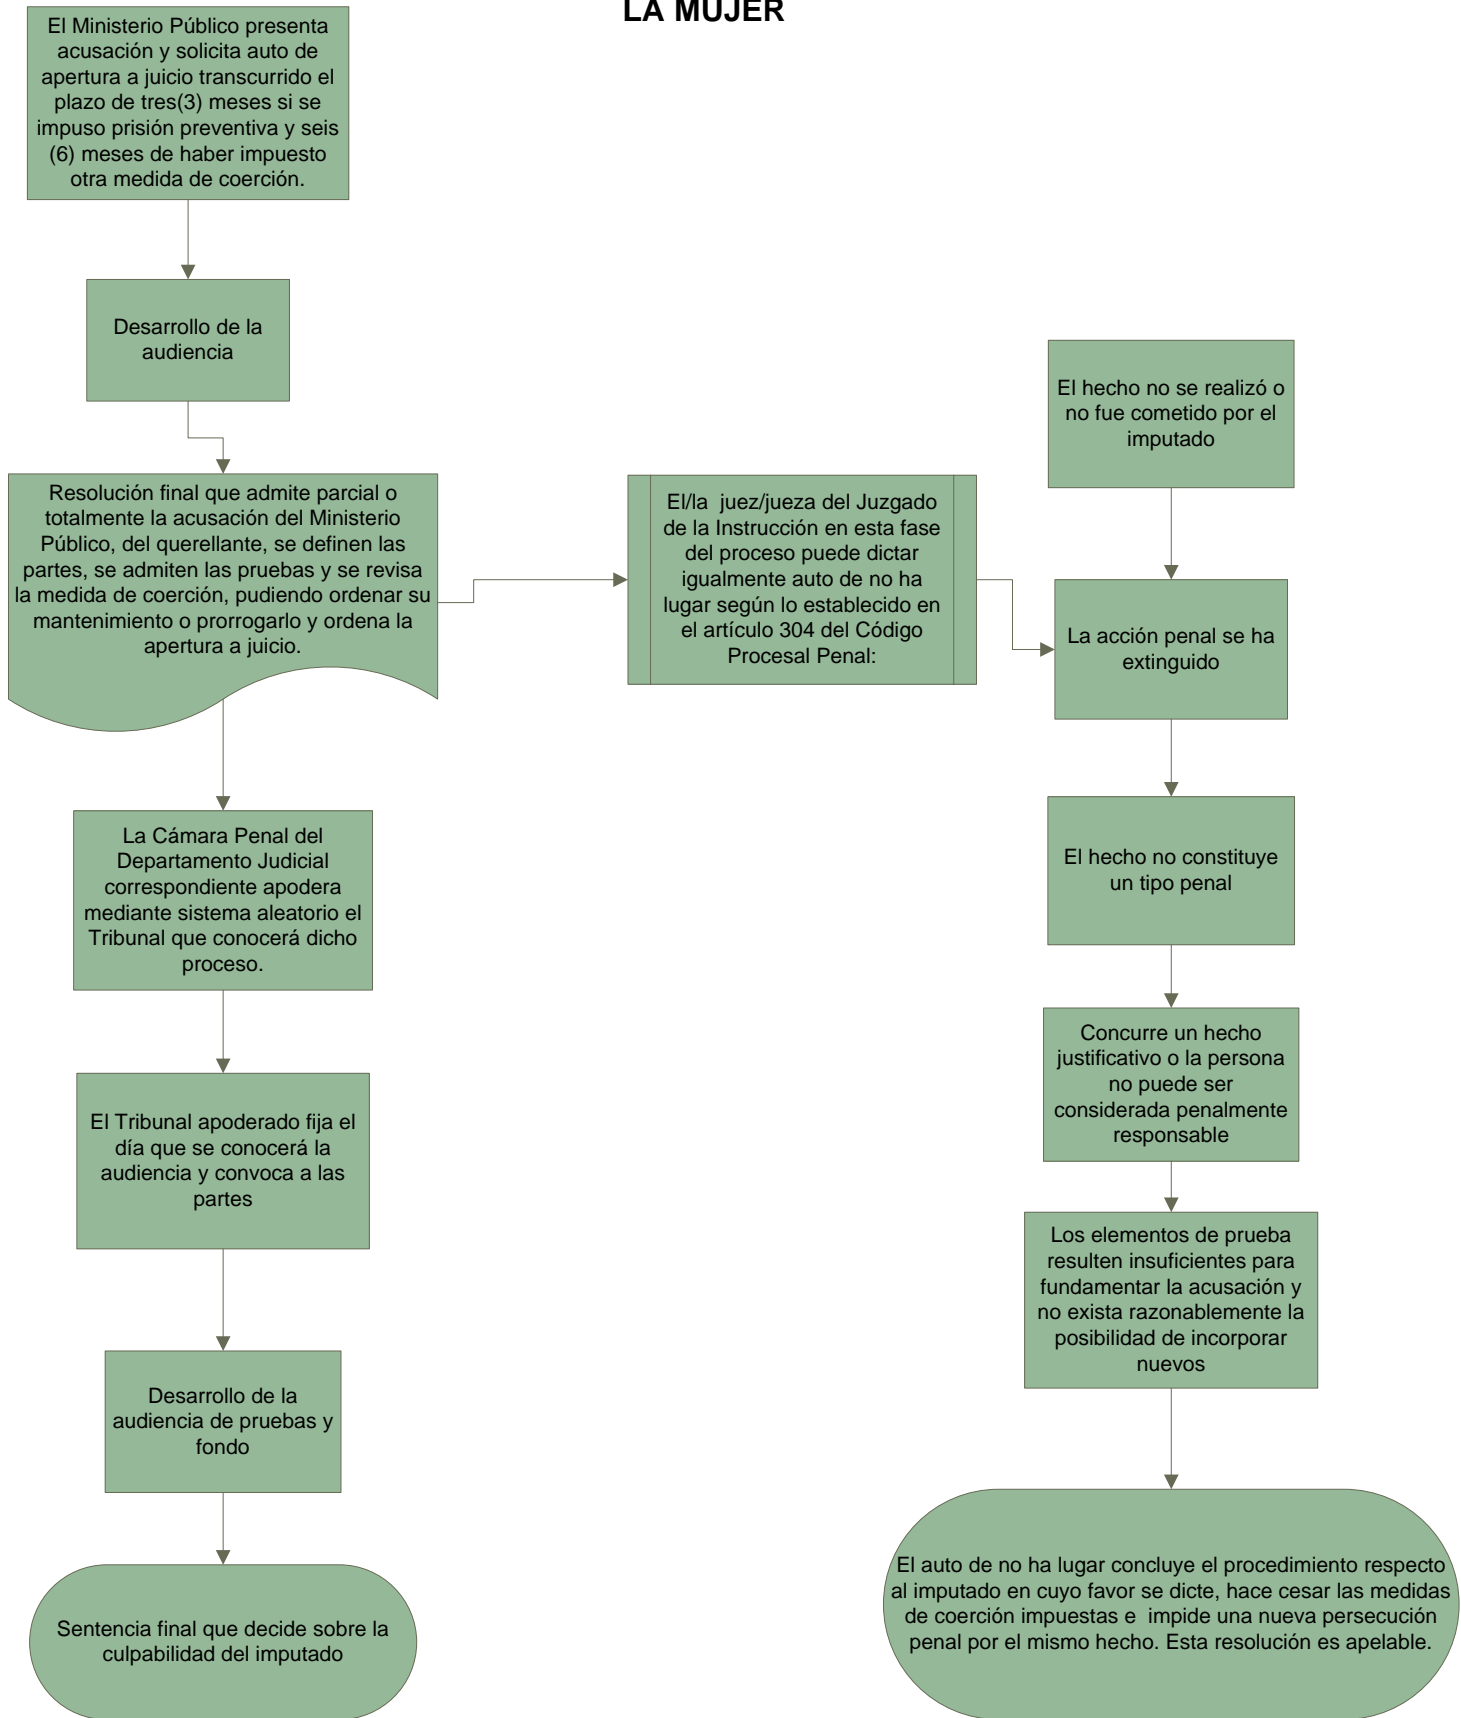 LA MUJER
El Ministerio Público presenta
acusación y solicita auto de
apertura a juicio transcurrido el
plazo de tres(3) meses si se
impuso prisión preventiva y seis
(6) meses de haber impuesto
otra medida de coerción.
Desarrollo de la
audiencia
Resolución final que admite parcial o
totalmente la acusación del Ministerio
Público, del querellante, se definen las
partes, se admiten las pruebas y se revisa
la medida de coerción, pudiendo ordenar su
mantenimiento o prorrogarlo y ordena la
apertura a juicio.
La Cámara Penal del
Departamento Judicial
correspondiente apodera
mediante sistema aleatorio el
Tribunal que conocerá dicho
proceso.
El Tribunal apoderado fija el
día que se conocerá la
audiencia y convoca a las
partes
Desarrollo de la
audiencia de pruebas y
fondo
Sentencia final que decide sobre la
culpabilidad del imputado
El/la  juez/jueza del Juzgado
de la Instrucción en esta fase
del proceso puede dictar
igualmente auto de no ha
lugar según lo establecido en
el artículo 304 del Código
Procesal Penal:
El hecho no se realizó o
no fue cometido por el
imputado
La acción penal se ha
extinguido
El hecho no constituye
un tipo penal
Concurre un hecho
justificativo o la persona
no puede ser
considerada penalmente
responsable
Los elementos de prueba
resulten insuficientes para
fundamentar la acusación y
no exista razonablemente la
posibilidad de incorporar
nuevos
El auto de no ha lugar concluye el procedimiento respecto
al imputado en cuyo favor se dicte, hace cesar las medidas
de coerción impuestas e  impide una nueva persecución
penal por el mismo hecho. Esta resolución es apelable.